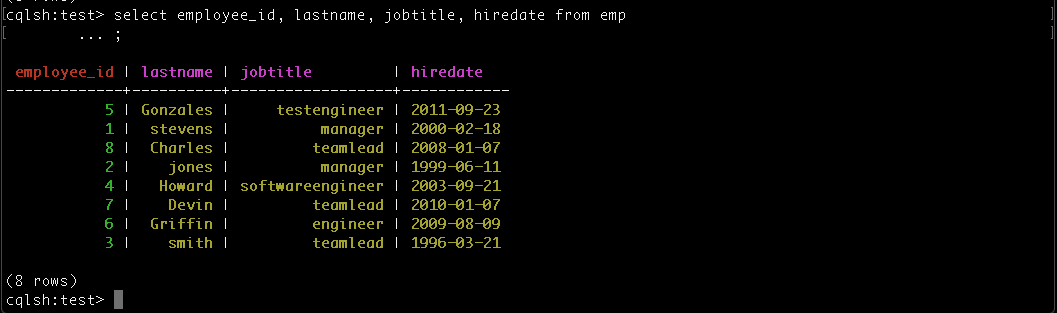 cqlsh:test> select employee_id, lastname, jobtitle, hiredate from emp
        ... ;
 employee_id | lastname | jobtitle         | hiredate
-------------+----------+------------------+------------
           5 | Gonzales |     testengineer | 2011-09-23
           1 |  stevens |          manager | 2000-02-18
           8 |  Charles |         teamlead | 2008-01-07
           2 |    jones |          manager | 1999-06-11
           4 |   Howard | softwareengineer | 2003-09-21
           7 |    Devin |         teamlead | 2010-01-07
           6 |  Griffin |         engineer | 2009-08-09
           3 |    smith |         teamlead | 1996-03-21
(8 rows)
cqlsh:test>